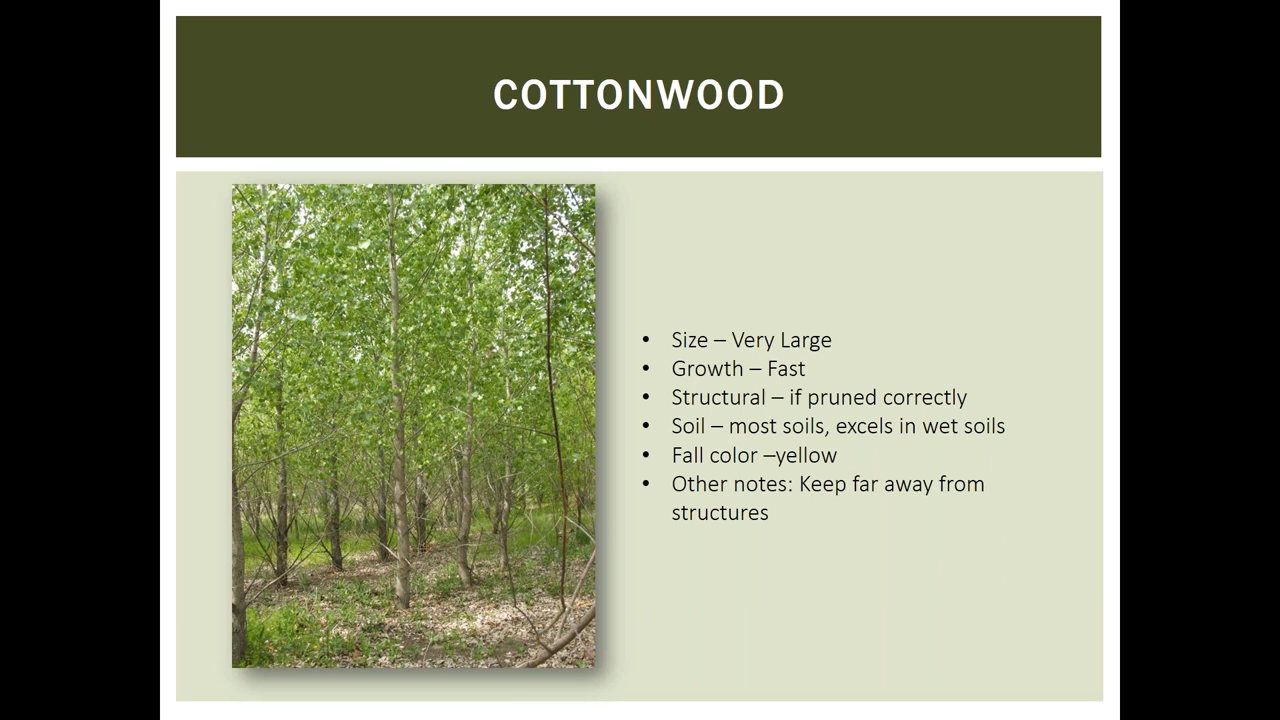 COTTONWOOD
• Size – Very Large
• Growth – Fast
• Structural – if pruned correctly
• Soil – most soils, excels in wet soils
• Fall color –yellow
• Other notes: Keep far away from
structures